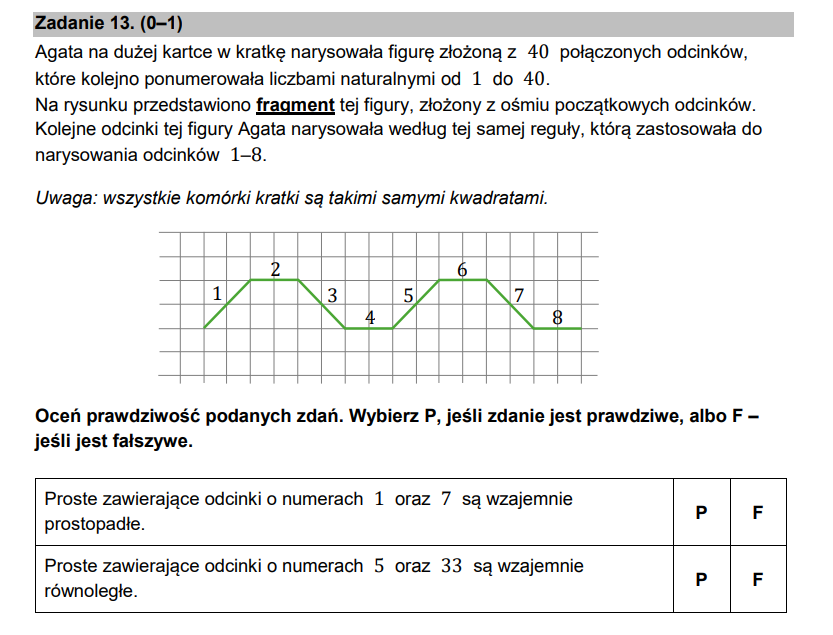 Zadanie 13. (0–1)
Agata na dużej kartce w kratkę narysowała figurę złożoną z 40 połączonych odcinków,
które kolejno ponumerowała liczbami naturalnymi od 1 do 40.
Na rysunku przedstawiono fragment tej figury, złożony z ośmiu początkowych odcinków.
Kolejne odcinki tej figury Agata narysowała według tej samej reguły, którą zastosowała do
narysowania odcinków 1–8.
Uwaga: wszystkie komórki kratki są takimi samymi kwadratami.
1 2 3 4 5 6 7 8
Oceń prawdziwość podanych zdań. Wybierz P, jeśli zdanie jest prawdziwe, albo F –
jeśli jest fałszywe.
Proste zawierające odcinki o numerach 1 oraz 7 są wzajemnie
prostopadłe.
P F
Proste zawierające odcinki o numerach 5 oraz 33 są wzajemnie
równoległe.
P F